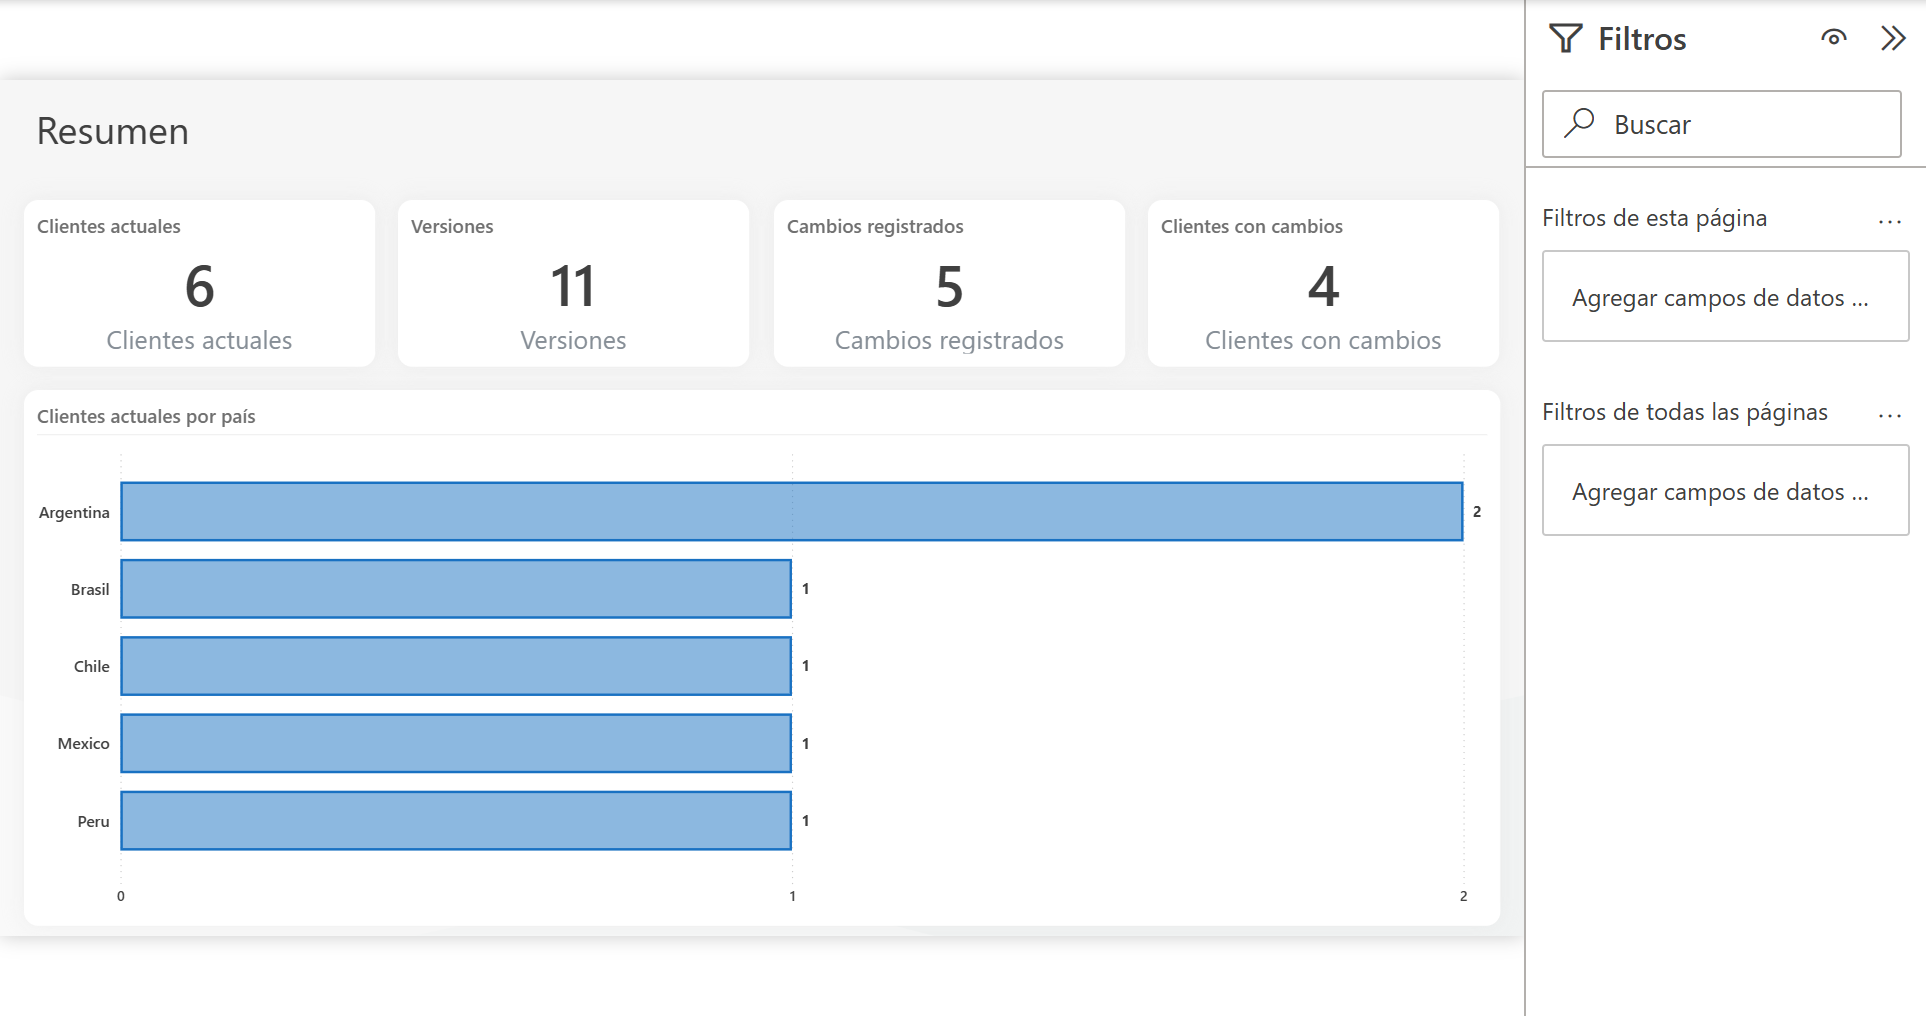 Resumen
Clientes actuales
6
Clientes actuales
Versiones
11
Versiones
Cambios registrados
5
Cambios registrados
Clientes con cambios
4
Clientes con cambios
Clientes actuales por país
Argentina
2
Brasil
1
Chile
1
Mexico
1
Peru
1
0 1 2
Filtros
Buscar
Filtros de esta página ...
Agregar campos de datos ...
Filtros de todas las páginas ...
Agregar campos de datos ...